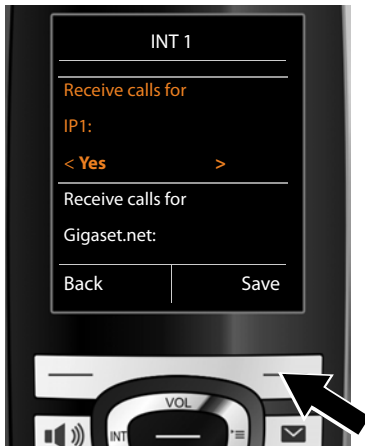 INT 1
Receive calls for
IP1:
< Yes >
Receive calls for
Gigaset.net:
Back Save
VOL
INT